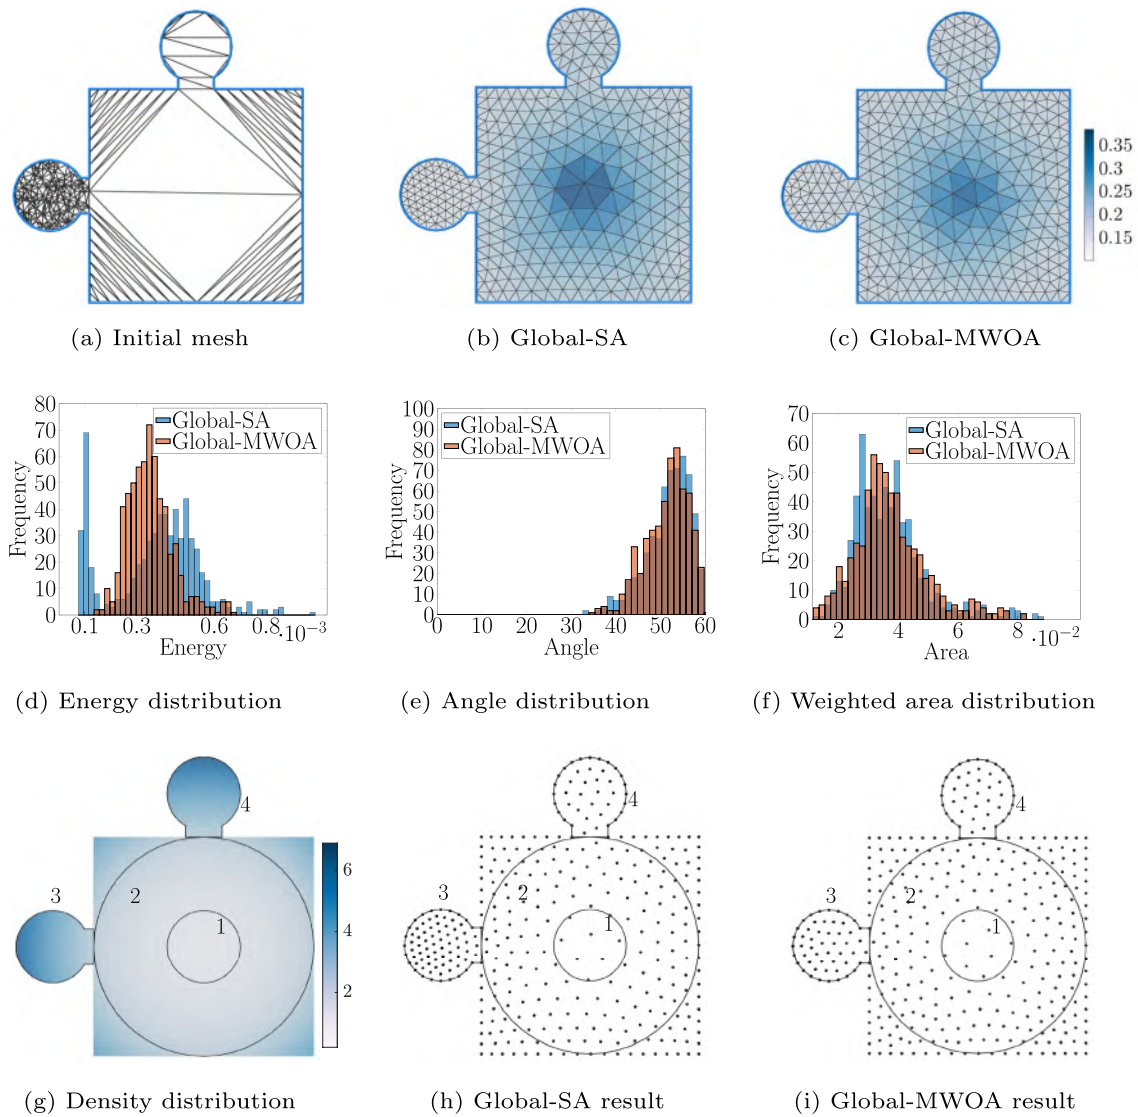 0.35
0.3
0.25
0.2
0.15
(a) Initial mesh
(b) Global-SA
(c) Global-MWOA
80
70
60
50
40
30
20
10
0
Frequency
Global-SA
Global-MWOA
0.1 0.3 0.6 0.8 ·10⁻³
Energy
100
90
80
70
60
50
40
30
20
10
0
Frequency
Global-SA
Global-MWOA
0 10 20 30 40 50 60
Angle
70
60
50
40
30
20
10
0
Frequency
Global-SA
Global-MWOA
2 4 6 8 ·10⁻²
Area
(d) Energy distribution
(e) Angle distribution
(f) Weighted area distribution
4
3
2
1
6
4
2
4
3
2
1
4
3
2
1
(g) Density distribution
(h) Global-SA result
(i) Global-MWOA result